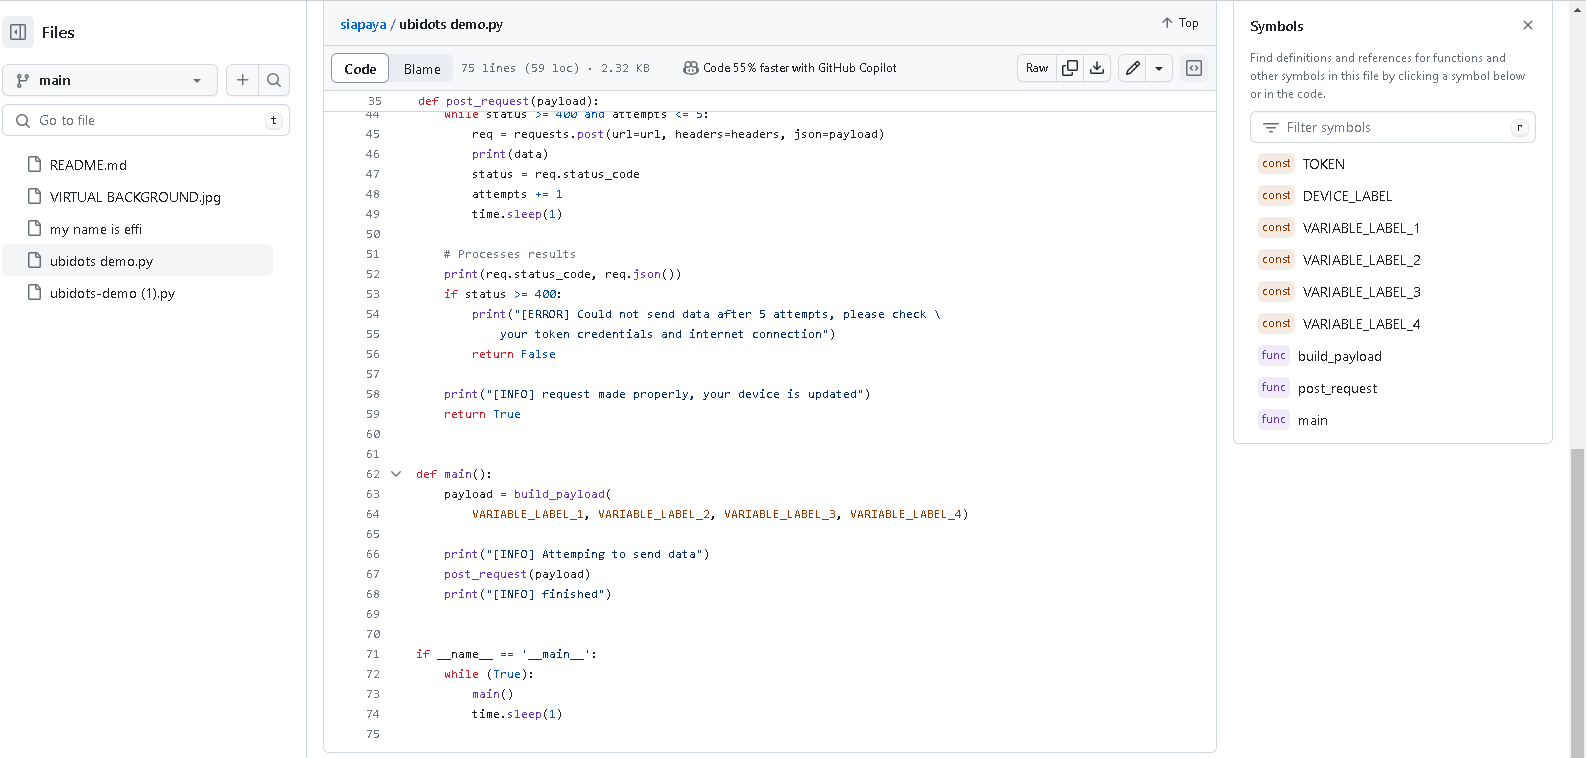 Files
main
Go to file
t
README.md
VIRTUAL BACKGROUND.jpg
my name is effi
ubidots demo.py
ubidots-demo (1).py
siapaya / ubidots demo.py
Top
Code
Blame
75 lines (59 loc) · 2.32 KB
Code 55% faster with GitHub Copilot
Raw
35 def post_request(payload):
44 while status >= 400 and attempts <= 5:
45 req = requests.post(url=url, headers=headers, json=payload)
46 print(data)
47 status = req.status_code
48 attempts += 1
49 time.sleep(1)
50
51 # Processes results
52 print(req.status_code, req.json())
53 if status >= 400:
54 print("[ERROR] Could not send data after 5 attempts, please check \
55 your token credentials and internet connection")
56 return False
57
58 print("[INFO] request made properly, your device is updated")
59 return True
60
61
62 def main():
63 payload = build_payload(
64 VARIABLE_LABEL_1, VARIABLE_LABEL_2, VARIABLE_LABEL_3, VARIABLE_LABEL_4)
65
66 print("[INFO] Attemping to send data")
67 post_request(payload)
68 print("[INFO] finished")
69
70
71 if __name__ == '__main__':
72 while (True):
73 main()
74 time.sleep(1)
75
Symbols
Find definitions and references for functions and
other symbols in this file by clicking a symbol below
or in the code.
Filter symbols
r
const TOKEN
const DEVICE_LABEL
const VARIABLE_LABEL_1
const VARIABLE_LABEL_2
const VARIABLE_LABEL_3
const VARIABLE_LABEL_4
func build_payload
func post_request
func main